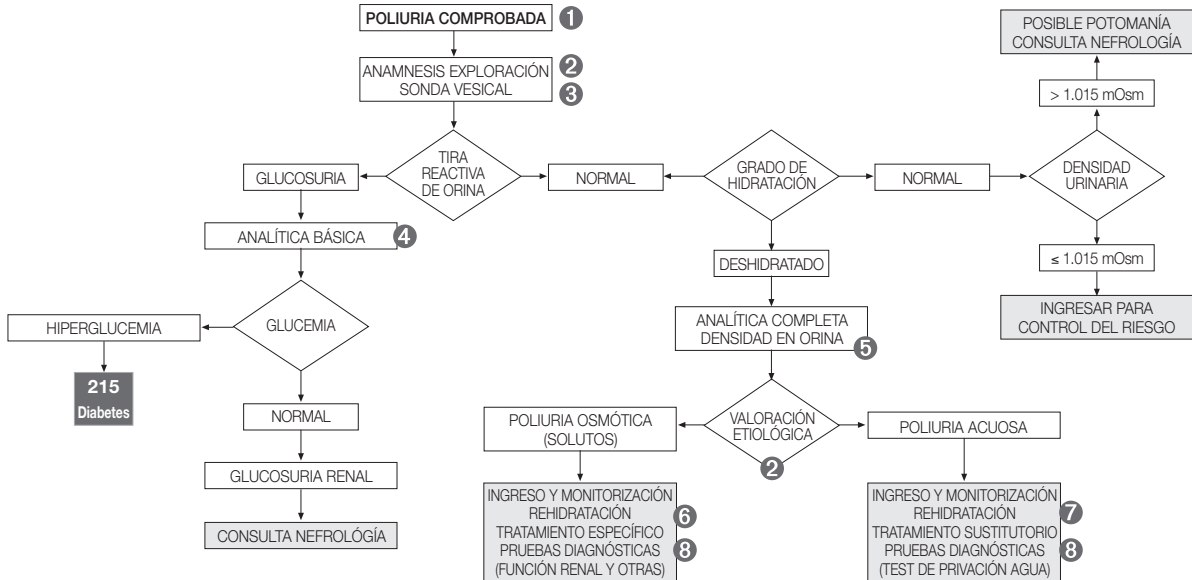 POLIURIA COMPROBADA
1
ANAMNESIS EXPLORACIÓN
SONDA VESICAL
2
3
TIRA
REACTIVA
DE ORINA
GLUCOSURIA
NORMAL
GRADO DE
HIDRATACIÓN
NORMAL
DENSIDAD
URINARIA
> 1.015 mOsm
POSIBLE POTOMANÍA
CONSULTA NEFROLOGÍA
≤ 1.015 mOsm
INGRESAR PARA
CONTROL DEL RIESGO
ANALÍTICA BÁSICA
4
GLUCEMIA
HIPERGLUCEMIA
215
Diabetes
NORMAL
GLUCOSURIA RENAL
CONSULTA NEFRÓLOGÍA
DESHIDRATADO
ANALÍTICA COMPLETA
DENSIDAD EN ORINA
5
VALORACIÓN
ETIOLÓGICA
2
POLIURIA OSMÓTICA
(SOLUTOS)
POLIURIA ACUOSA
INGRESO Y MONITORIZACIÓN
REHIDRATACIÓN
TRATAMIENTO ESPECÍFICO
PRUEBAS DIAGNÓSTICAS
(FUNCIÓN RENAL Y OTRAS)
6
8
INGRESO Y MONITORIZACIÓN
REHIDRATACIÓN
TRATAMIENTO SUSTITUTORIO
PRUEBAS DIAGNÓSTICAS
(TEST DE PRIVACIÓN AGUA)
7
8